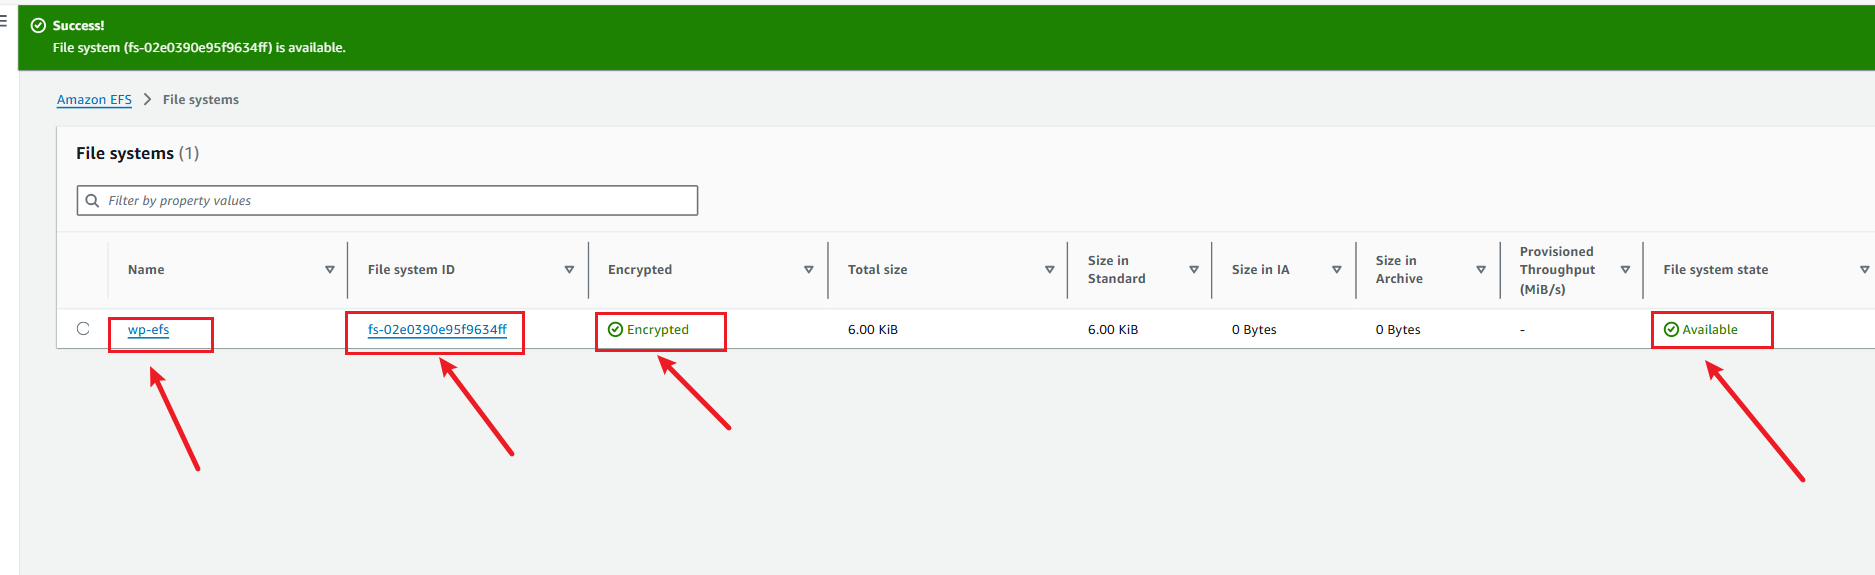 Success!
File system (fs-02e0390e95f9634ff) is available.
Amazon EFS > File systems
File systems (1)
Filter by property values
Name
File system ID
Encrypted
Total size
Size in
Standard
Size in IA
Size in
Archive
Provisioned
Throughput
(MiB/s)
File system state
wp-efs
fs-02e0390e95f9634ff
Encrypted
6.00 KiB
6.00 KiB
0 Bytes
0 Bytes
-
Available